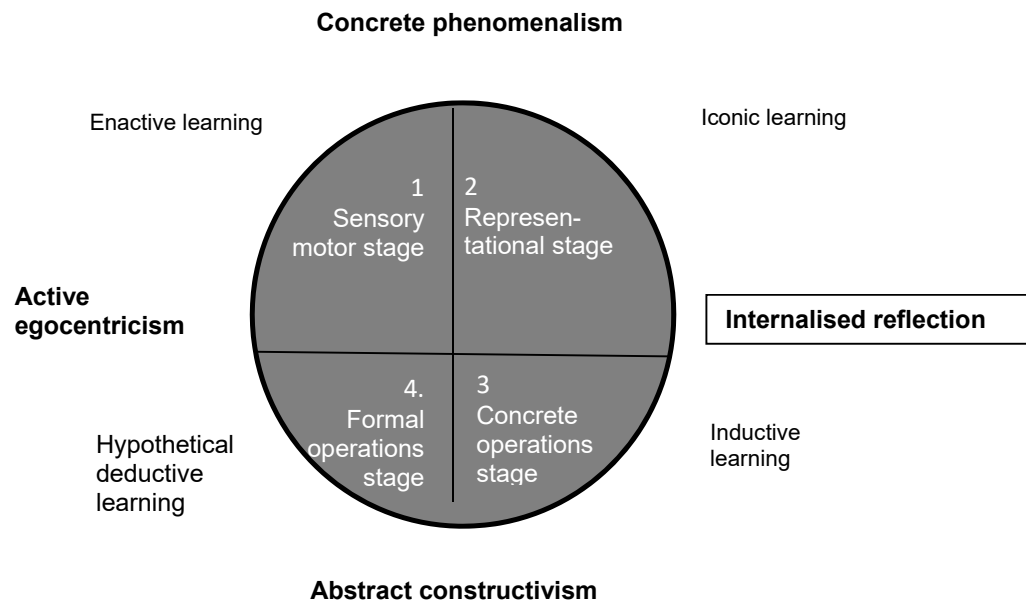 Concrete phenomenalism
Enactive learning
Iconic learning
1
Sensory
motor stage
2
Represen-
tational stage
Active
egocentricism
Internalised reflection
4.
Formal
operations
stage
3
Concrete
operations
stage
Hypothetical
deductive
learning
Inductive
learning
Abstract constructivism